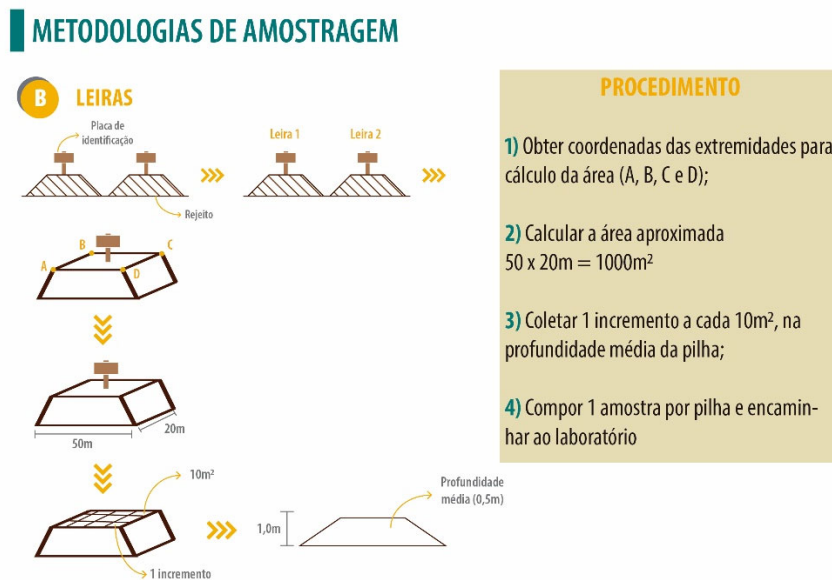 METODOLOGIAS DE AMOSTRAGEM
B LEIRAS
Placa de
identificação
Rejeito
Leira 1
Leira 2
B
C
A
D
50m
20m
10m²
1 incremento
1,0m
Profundidade
média (0,5m)
PROCEDIMENTO
1) Obter coordenadas das extremidades para
cálculo da área (A, B, C e D);
2) Calcular a área aproximada
50 x 20m = 1000m²
3) Coletar 1 incremento a cada 10m², na
profundidade média da pilha;
4) Compor 1 amostra por pilha e encamin-
har ao laboratório